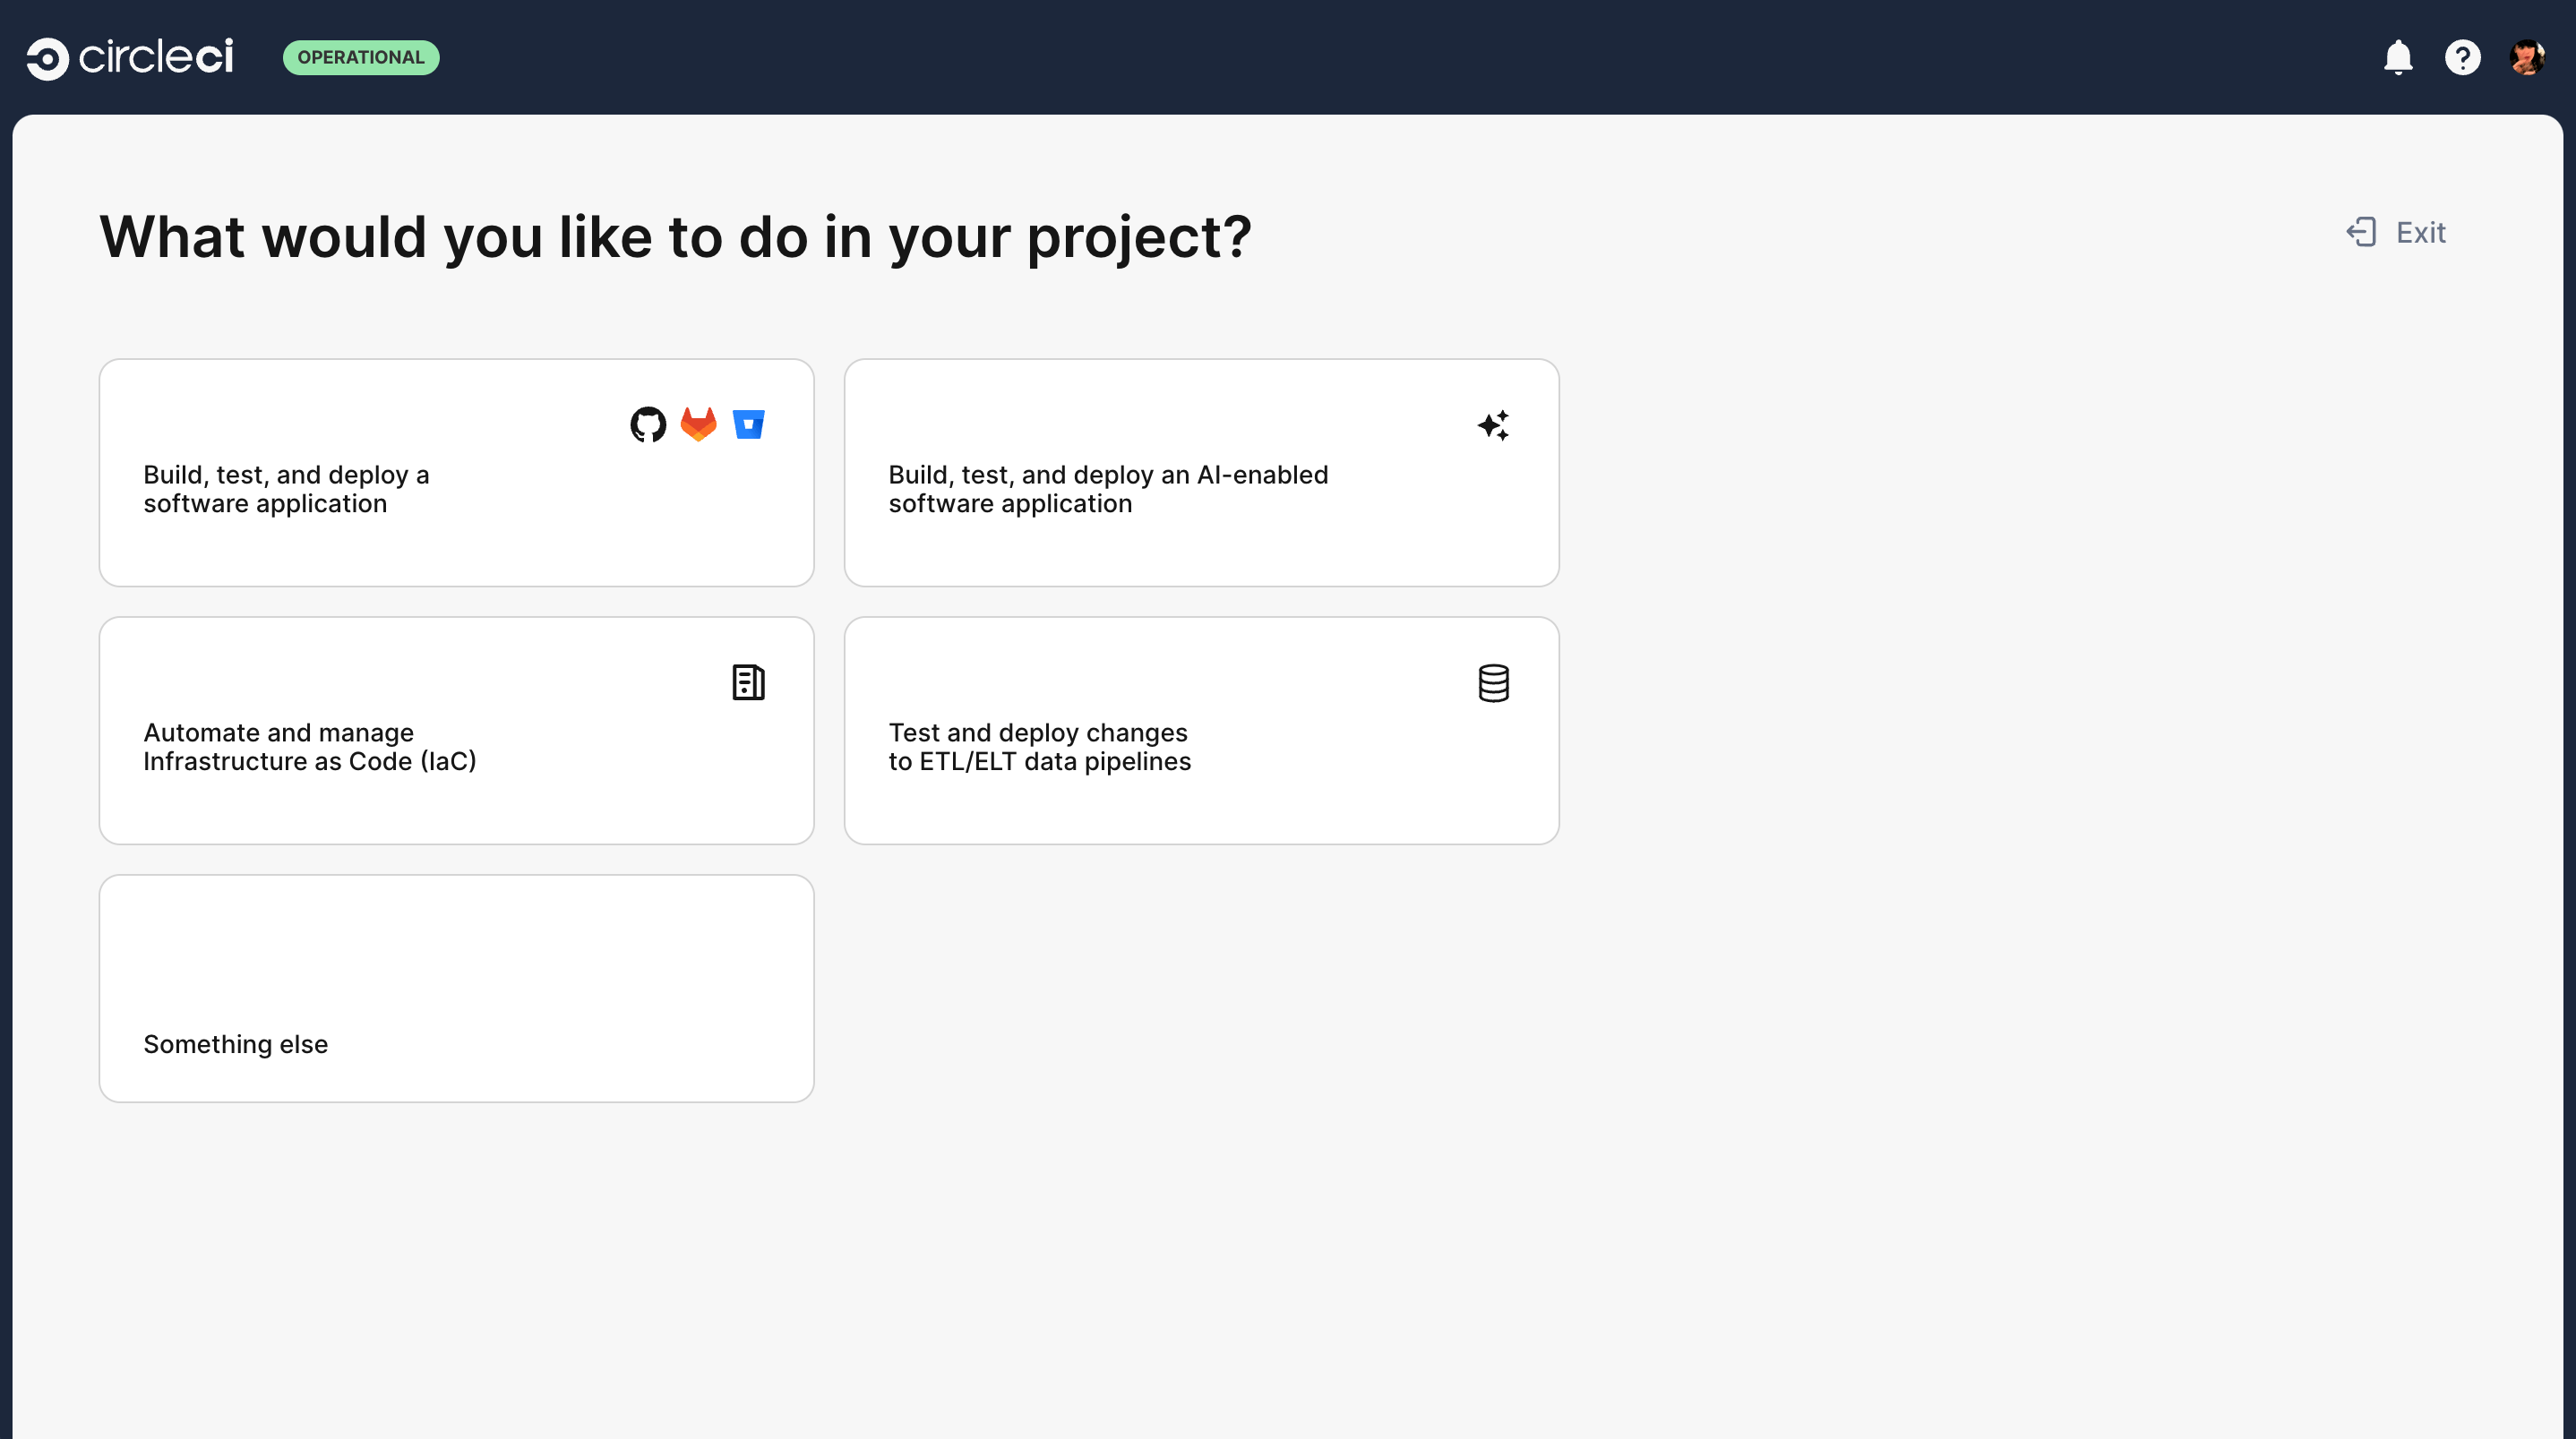 circleci OPERATIONAL
What would you like to do in your project?
Exit
Build, test, and deploy a
software application
Build, test, and deploy an AI-enabled
software application
Automate and manage
Infrastructure as Code (IaC)
Test and deploy changes
to ETL/ELT data pipelines
Something else